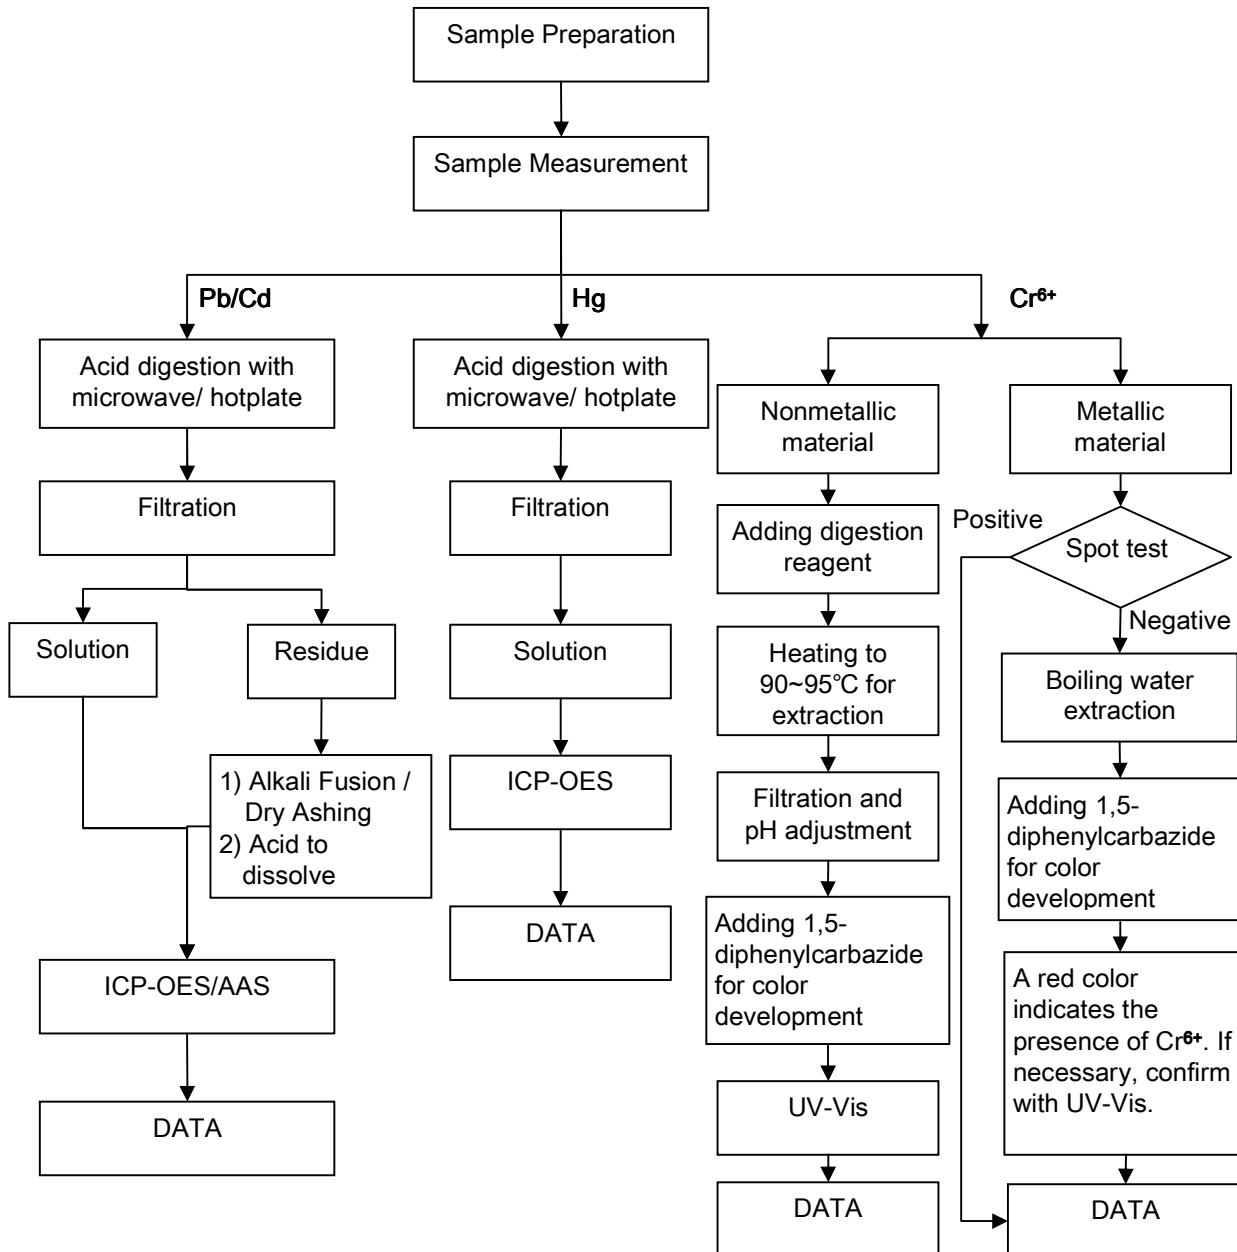 Sample Preparation
Sample Measurement
Pb/Cd
Hg
Cr⁶⁺
Acid digestion with
microwave/ hotplate
Filtration
Solution
Residue
1) Alkali Fusion /
Dry Ashing
2) Acid to
dissolve
ICP-OES/AAS
DATA
Acid digestion with
microwave/ hotplate
Filtration
Solution
ICP-OES
DATA
Nonmetallic
material
Adding digestion
reagent
Heating to
90~95℃ for
extraction
Filtration and
pH adjustment
Adding 1,5-
diphenylcarbazide
for color
development
UV-Vis
DATA
Metallic
material
Positive
Spot test
Negative
Boiling water
extraction
Adding 1,5-
diphenylcarbazide
for color
development
A red color
indicates the
presence of Cr⁶⁺. If
necessary, confirm
with UV-Vis.
DATA